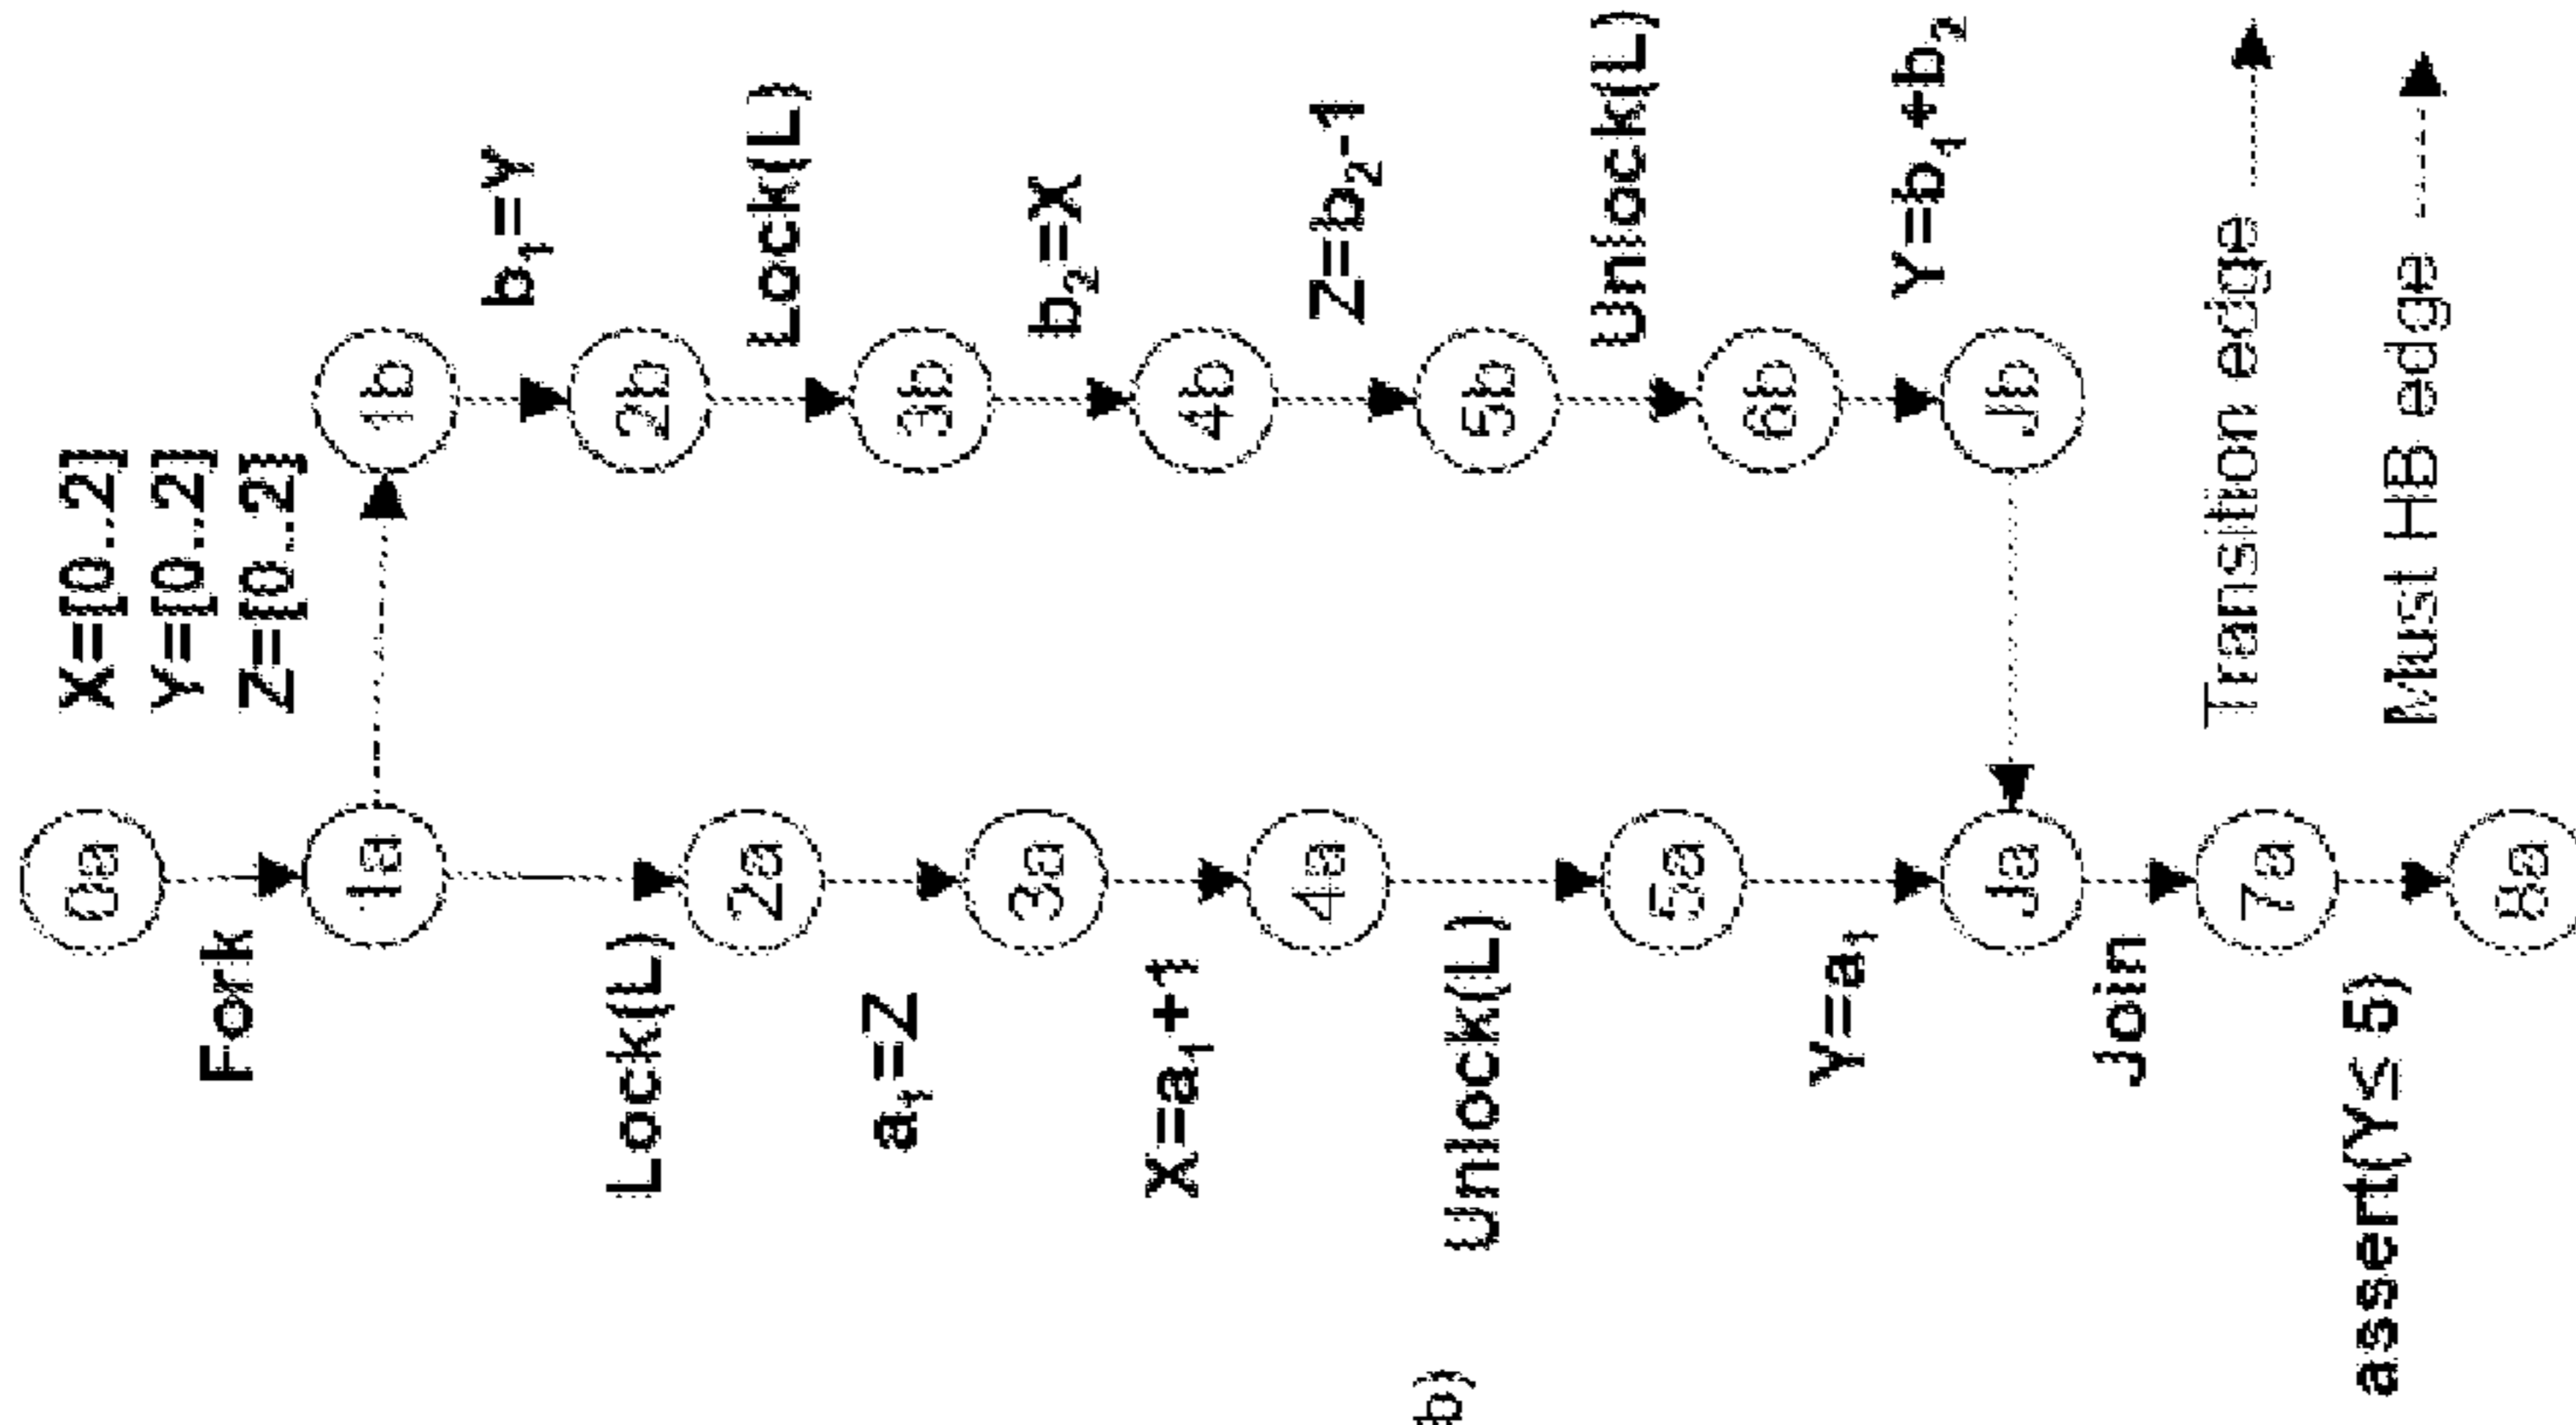 X=[0..2]
Y=[0..2]
Z=[0..2]
0a
Fork
1a
1b
b₁=Y
Lock(L)
2b
Lock(L)
2a
3b
a₁=Z
b₂=X
3a
4b
X=a₁+1
Z=b₂-1
4a
5b
Unlock(L)
Unlock(L)
5a
6b
Y=a₁
Y=b₁+b₂
Ja
Jb
Join
7a
assert(Y≤ 5)
8a
Transition edge
Must HB edge
b)